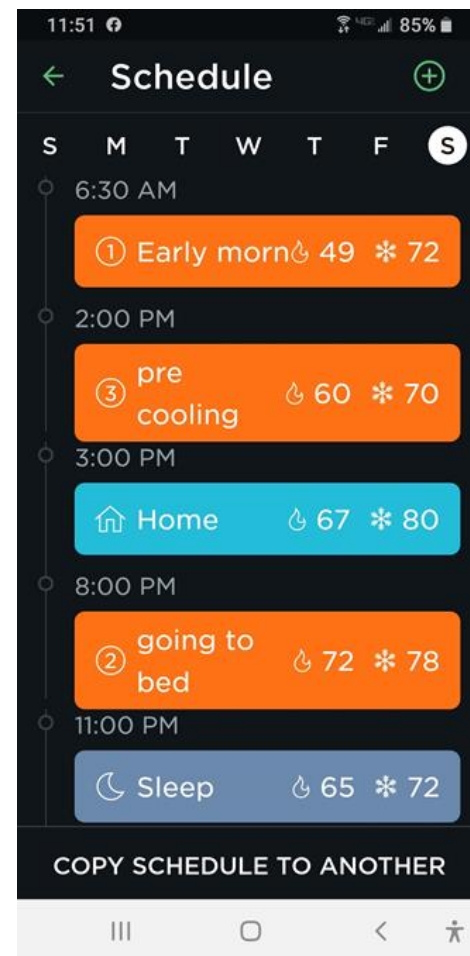 11:51 85%
Schedule
S M T W T F S
6:30 AM
1 Early morn 49 72
2:00 PM
3 pre cooling 60 70
3:00 PM
Home 67 80
8:00 PM
2 going to bed 72 78
11:00 PM
Sleep 65 72
COPY SCHEDULE TO ANOTHER